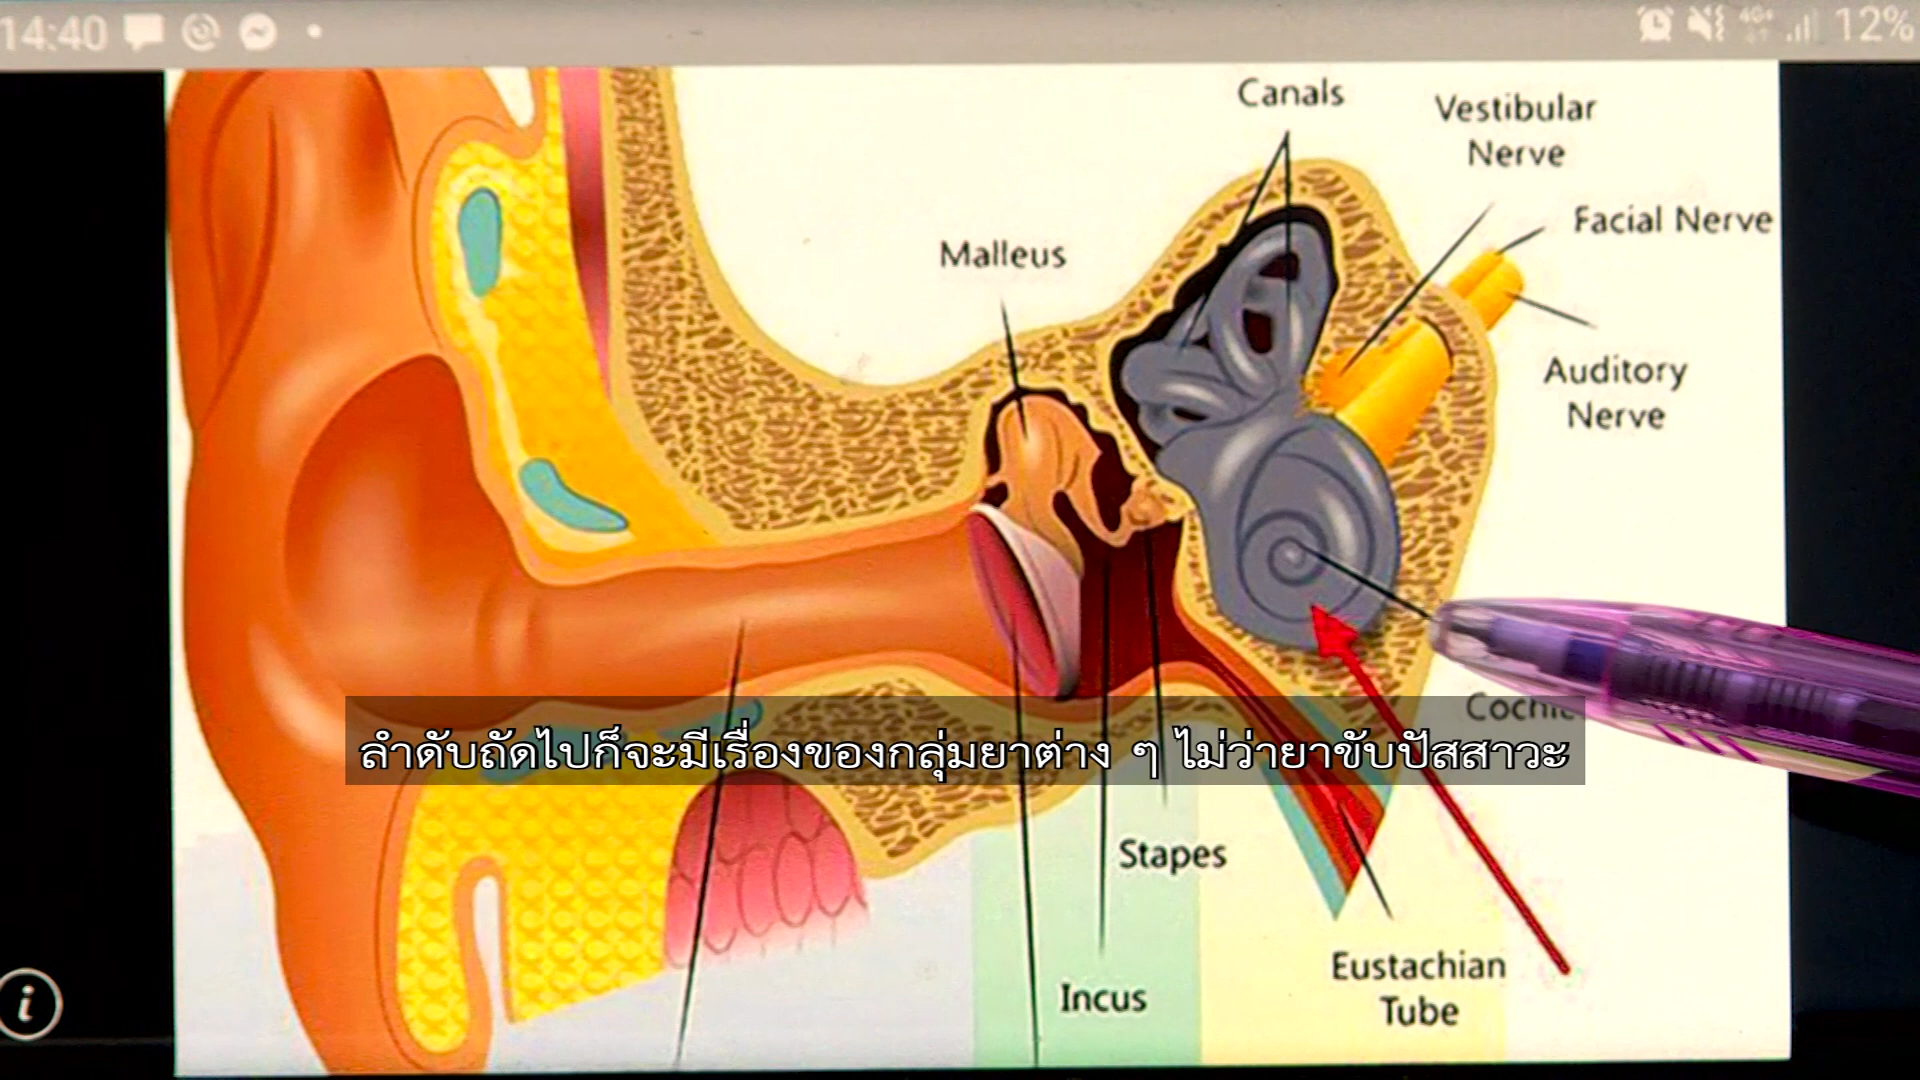 14:40
4G+
12%
Canals
Vestibular
Nerve
Facial Nerve
Malleus
Auditory
Nerve
ลำดับถัดไปก็จะมีเรื่องของกลุ่มยาต่าง ๆ ไม่ว่ายาขับปัสสาวะ
Stapes
Eustachian
Tube
Incus
i